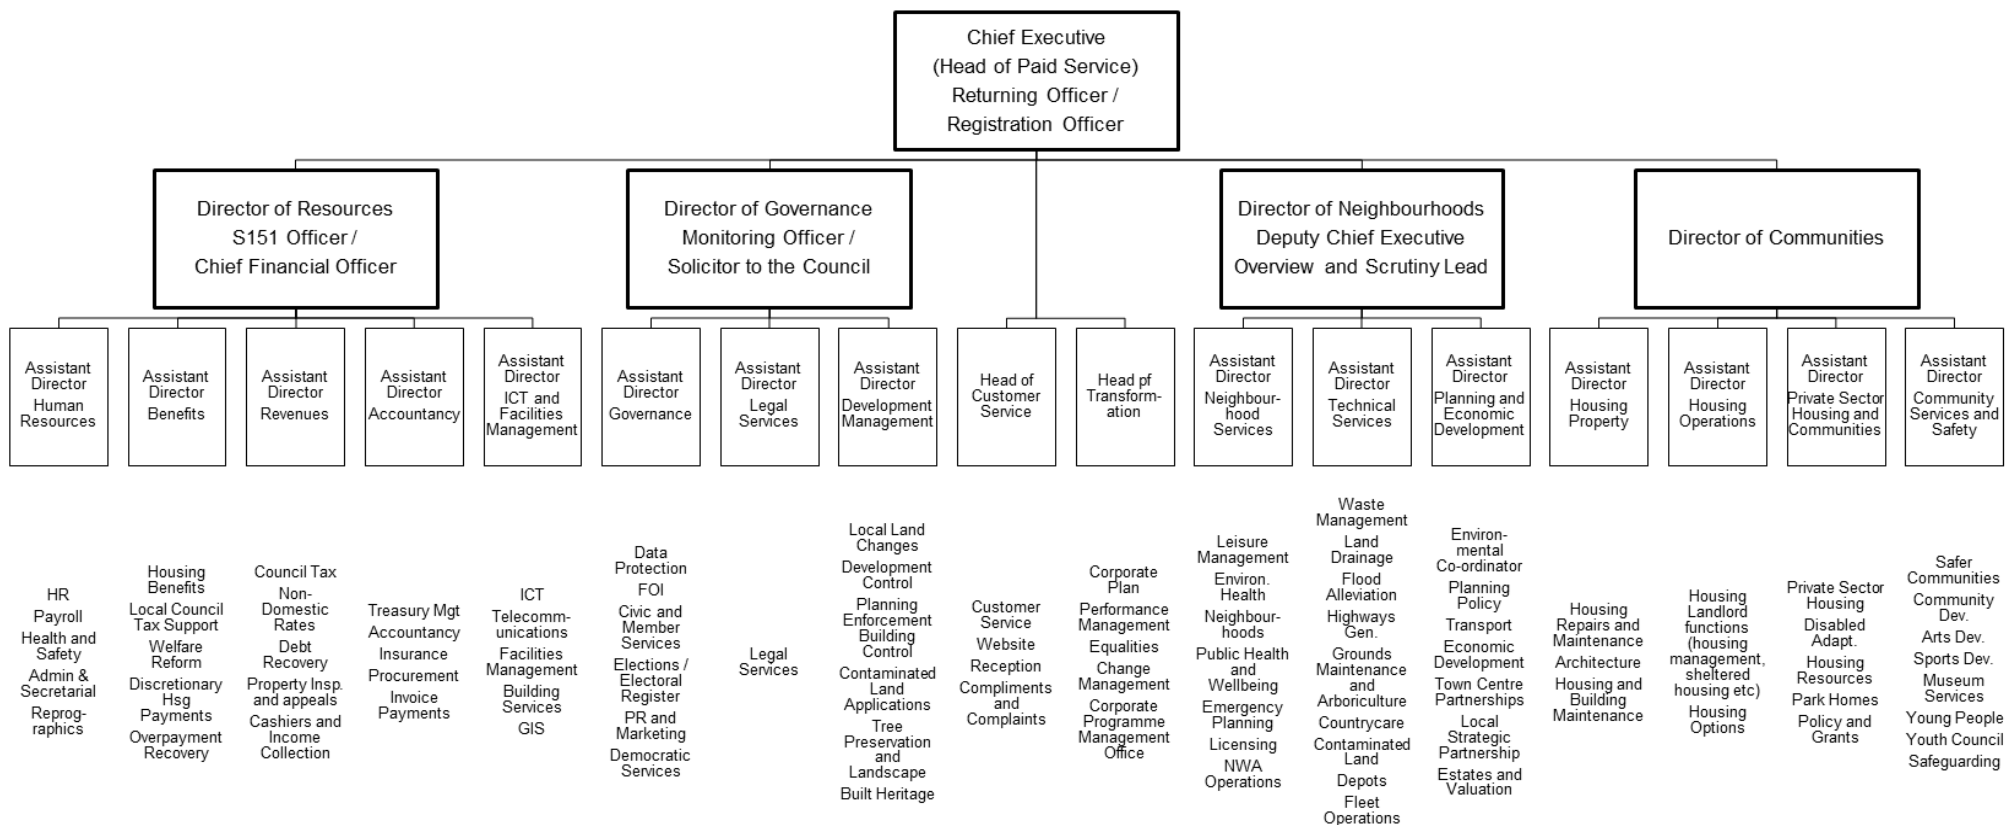 Chief Executive
(Head of Paid Service)
Returning Officer /
Registration Officer
Director of Resources
S151 Officer /
Chief Financial Officer
Director of Governance
Monitoring Officer /
Solicitor to the Council
Director of Neighbourhoods
Deputy Chief Executive
Overview and Scrutiny Lead
Director of Communities
Assistant
Director
Human
Resources
Assistant
Director
Benefits
Assistant
Director
Revenues
Assistant
Director
Accountancy
Assistant
Director
ICT and
Facilities
Management
Assistant
Director
Governance
Assistant
Director
Legal
Services
Assistant
Director
Development
Management
Head of
Customer
Service
Head pf
Transform-
ation
Assistant
Director
Neighbour-
hood
Services
Assistant
Director
Technical
Services
Assistant
Director
Planning and
Economic
Development
Assistant
Director
Housing
Property
Assistant
Director
Housing
Operations
Assistant
Director
Private Sector
Housing and
Communities
Assistant
Director
Community
Services and
Safety
HR
Payroll
Health and
Safety
Admin &
Secretarial
Reprog-
raphics
Housing
Benefits
Local Council
Tax Support
Welfare
Reform
Discretionary
Hsg
Payments
Overpayment
Recovery
Council Tax
Non-
Domestic
Rates
Debt
Recovery
Property Insp.
and appeals
Cashiers and
Income
Collection
Treasury Mgt
Accountancy
Insurance
Procurement
Invoice
Payments
ICT
Telecomm-
unications
Facilities
Management
Building
Services
GIS
Data
Protection
FOI
Civic and
Member
Services
Elections /
Electoral
Register
PR and
Marketing
Democratic
Services
Legal
Services
Local Land
Changes
Development
Control
Planning
Enforcement
Building
Control
Contaminated
Land
Applications
Tree
Preservation
and
Landscape
Built Heritage
Customer
Service
Website
Reception
Compliments
and
Complaints
Corporate
Plan
Performance
Management
Equalities
Change
Management
Corporate
Programme
Management
Office
Leisure
Management
Environ.
Health
Neighbour-
hoods
Public Health
and
Wellbeing
Emergency
Planning
Licensing
NWA
Operations
Waste
Management
Land
Drainage
Flood
Alleviation
Highways
Gen.
Grounds
Maintenance
and
Arboriculture
Countrycare
Contaminated
Land
Depots
Fleet
Operations
Environ-
mental
Co-ordinator
Planning
Policy
Transport
Economic
Development
Town Centre
Partnerships
Local
Strategic
Partnership
Estates and
Valuation
Housing
Repairs and
Maintenance
Architecture
Housing and
Building
Maintenance
Housing
Landlord
functions
(housing
management,
sheltered
housing etc)
Housing
Options
Private Sector
Housing
Disabled
Adapt.
Housing
Resources
Park Homes
Policy and
Grants
Safer
Communities
Community
Dev.
Arts Dev.
Sports Dev.
Museum
Services
Young People
Youth Council
Safeguarding